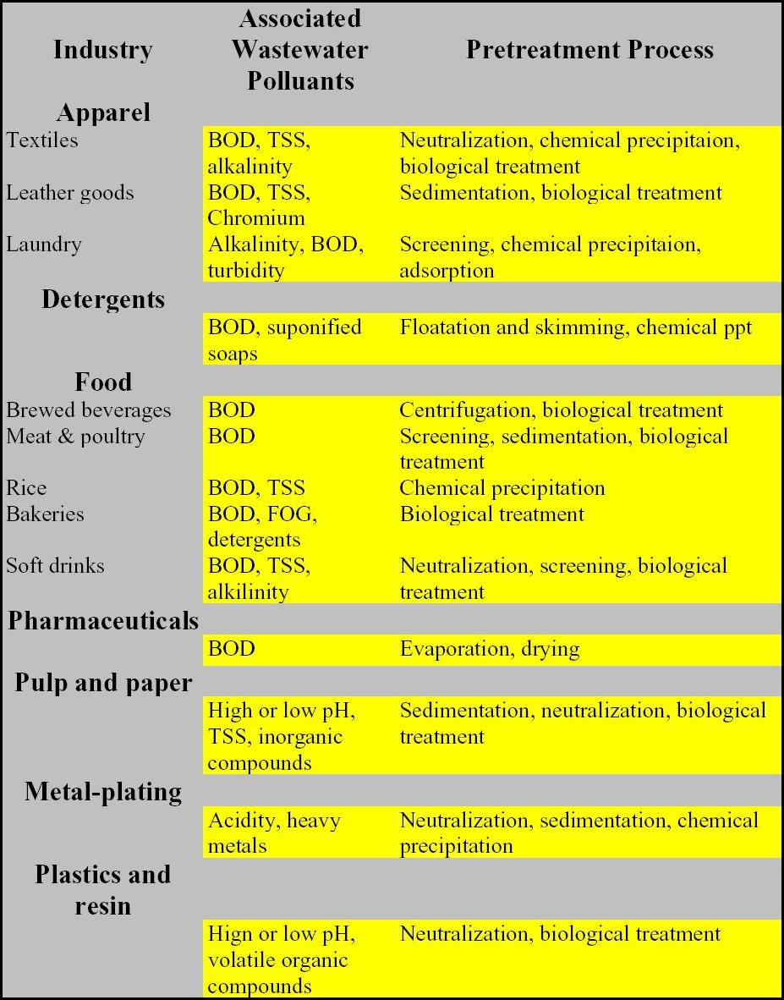 Industry
Associated
Wastewater
Polluants
Pretreatment Process
Apparel
Textiles
BOD, TSS,
alkalinity
Neutralization, chemical precipitaion,
biological treatment
Leather goods
BOD, TSS,
Chromium
Sedimentation, biological treatment
Laundry
Alkalinity, BOD,
turbidity
Screening, chemical precipitaion,
adsorption
Detergents
BOD, suponified
soaps
Floatation and skimming, chemical ppt
Food
Brewed beverages
BOD
Centrifugation, biological treatment
Meat & poultry
BOD
Screening, sedimentation, biological
treatment
Rice
BOD, TSS
Chemical precipitation
Bakeries
BOD, FOG,
detergents
Biological treatment
Soft drinks
BOD, TSS,
alkilinity
Neutralization, screening, biological
treatment
Pharmaceuticals
BOD
Evaporation, drying
Pulp and paper
High or low pH,
TSS, inorganic
compounds
Sedimentation, neutralization, biological
treatment
Metal-plating
Acidity, heavy
metals
Neutralization, sedimentation, chemical
precipitation
Plastics and
resin
Hign or low pH,
volatile organic
compounds
Neutralization, biological treatment